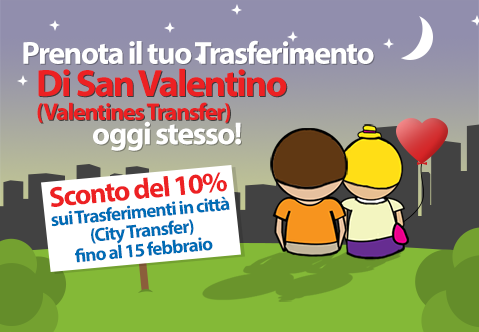 Prenota il tuo Trasferimento
Di San Valentino
(Valentines Transfer)
oggi stesso!
Sconto del 10%
sui Trasferimenti in città
(City Transfer)
fino al 15 febbraio